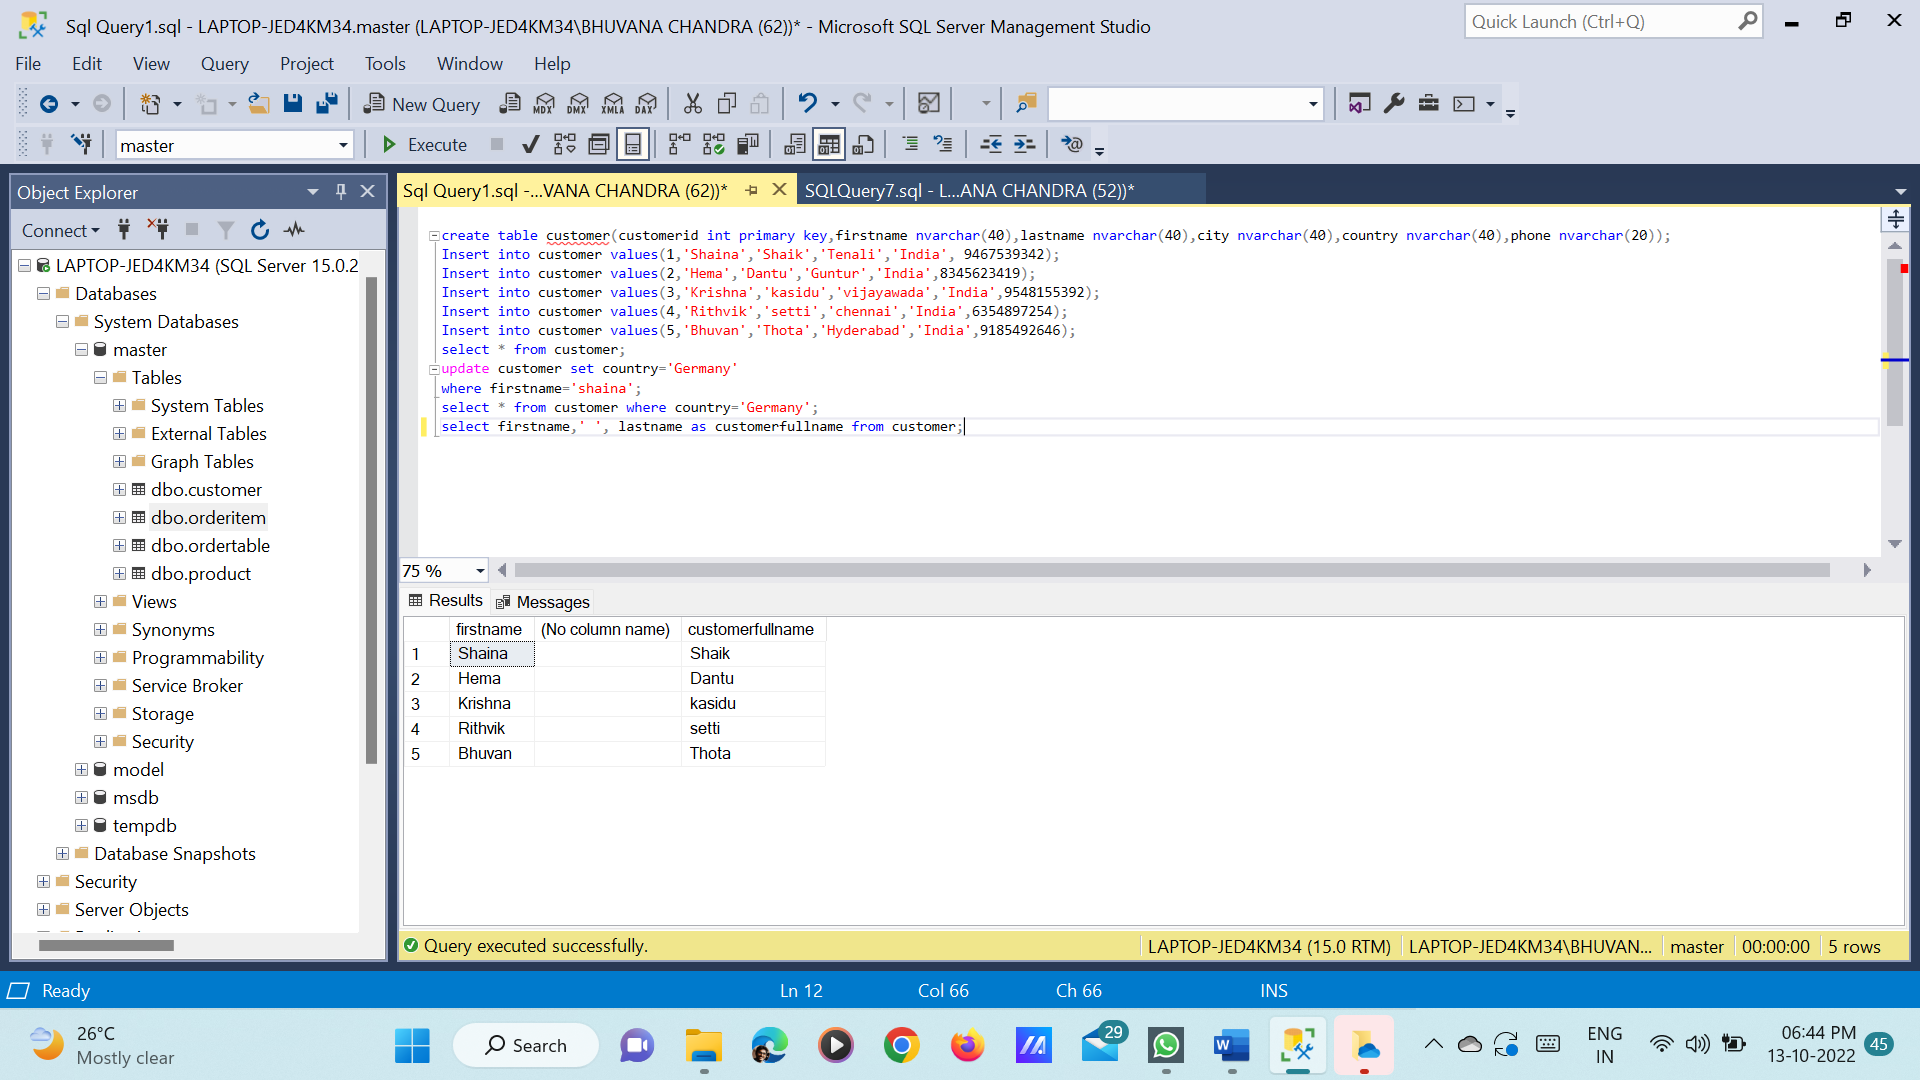 Sql Query1.sql - LAPTOP-JED4KM34.master (LAPTOP-JED4KM34\BHUVANA CHANDRA (62))* - Microsoft SQL Server Management Studio
Quick Launch (Ctrl+Q)
File Edit View Query Project Tools Window Help
New Query MDX DMX XMLA DAX
master Execute
Object Explorer
Connect
LAPTOP-JED4KM34 (SQL Server 15.0.2
Databases
System Databases
master
Tables
System Tables
External Tables
Graph Tables
dbo.customer
dbo.orderitem
dbo.ordertable
dbo.product
Views
Synonyms
Programmability
Service Broker
Storage
Security
model
msdb
tempdb
Database Snapshots
Security
Server Objects
Sql Query1.sql -...VANA CHANDRA (62))* SQLQuery7.sql - L...ANA CHANDRA (52))*
create table customer(customerid int primary key,firstname nvarchar(40),lastname nvarchar(40),city nvarchar(40),country nvarchar(40),phone nvarchar(20));
Insert into customer values(1,'Shaina','Shaik','Tenali','India', 9467539342);
Insert into customer values(2,'Hema','Dantu','Guntur','India',8345623419);
Insert into customer values(3,'Krishna','kasidu','vijayawada','India',9548155392);
Insert into customer values(4,'Rithvik','setti','chennai','India',6354897254);
Insert into customer values(5,'Bhuvan','Thota','Hyderabad','India',9185492646);
select * from customer;
update customer set country='Germany'
where firstname='shaina';
select * from customer where country='Germany';
select firstname,' ', lastname as customerfullname from customer;
75 %
Results Messages
firstname (No column name) customerfullname
1 Shaina Shaik
2 Hema Dantu
3 Krishna kasidu
4 Rithvik setti
5 Bhuvan Thota
Query executed successfully. LAPTOP-JED4KM34 (15.0 RTM) LAPTOP-JED4KM34\BHUVAN... master 00:00:00 5 rows
Ready Ln 12 Col 66 Ch 66 INS
26°C
Mostly clear
Search
29
W
ENG
IN
06:44 PM
13-10-2022
45